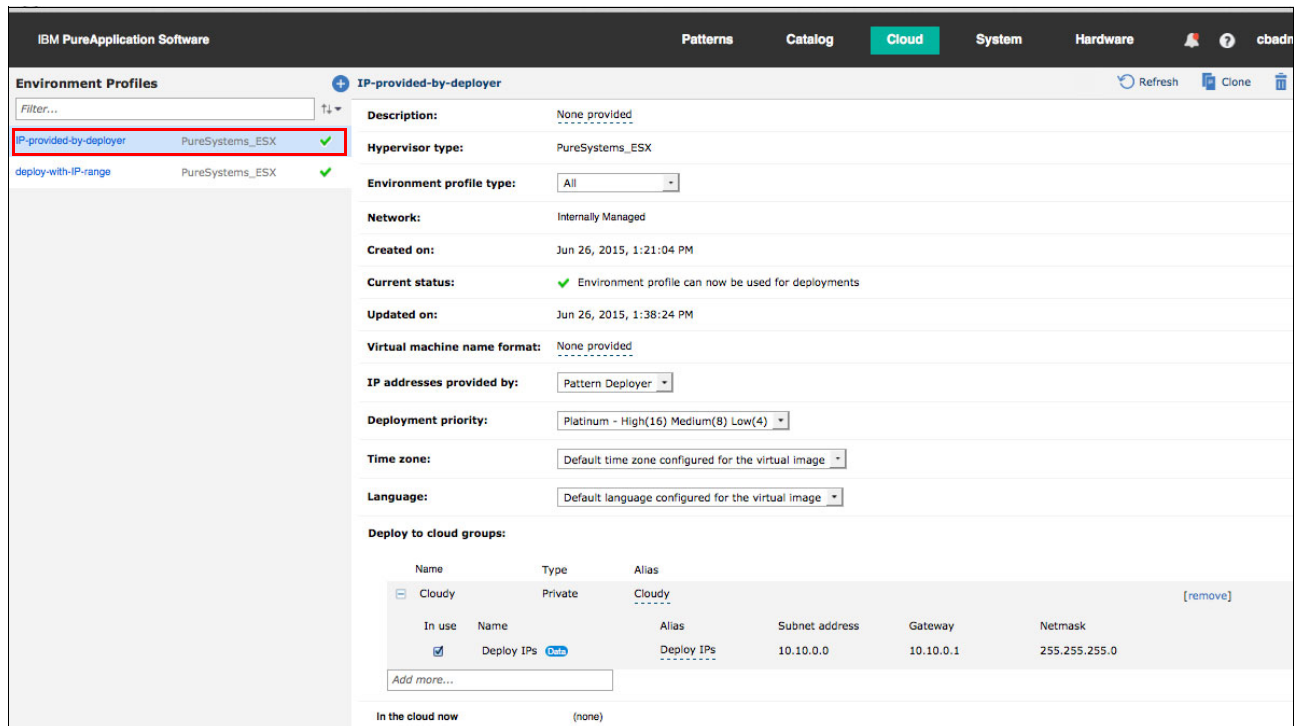 IBM PureApplication Software Patterns Catalog Cloud System Hardware ? cbadm
Environment Profiles
Filter...
IP-provided-by-deployer PureSystems_ESX
deploy-with-IP-range PureSystems_ESX
IP-provided-by-deployer Refresh Clone
Description: None provided
Hypervisor type: PureSystems_ESX
Environment profile type: All
Network: Internally Managed
Created on: Jun 26, 2015, 1:21:04 PM
Current status: Environment profile can now be used for deployments
Updated on: Jun 26, 2015, 1:38:24 PM
Virtual machine name format: None provided
IP addresses provided by: Pattern Deployer
Deployment priority: Platinum - High(16) Medium(8) Low(4)
Time zone: Default time zone configured for the virtual image
Language: Default language configured for the virtual image
Deploy to cloud groups:
Name Type Alias
Cloudy Private Cloudy [remove]
In use Name Alias Subnet address Gateway Netmask
Deploy IPs Data Deploy IPs 10.10.0.0 10.10.0.1 255.255.255.0
Add more...
In the cloud now (none)